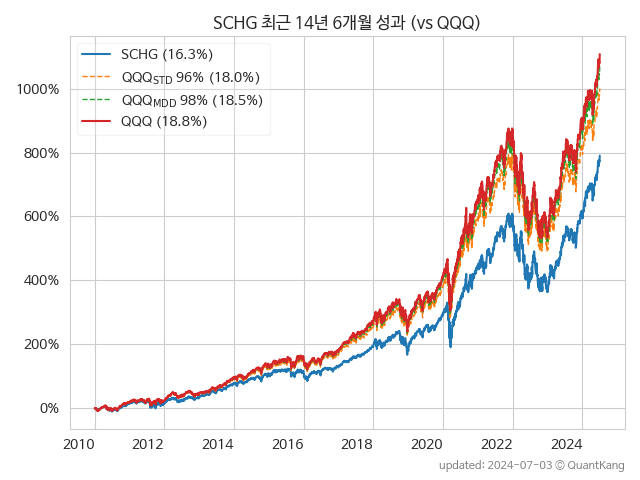 SCHG 최근 14년 6개월 성과 (vs QQQ)
SCHG (16.3%)
QQQSTD 96% (18.0%)
QQQMDD 98% (18.5%)
QQQ (18.8%)
1000%
800%
600%
400%
200%
0%
2010 2012 2014 2016 2018 2020 2022 2024
updated: 2024-07-03 © QuantKang